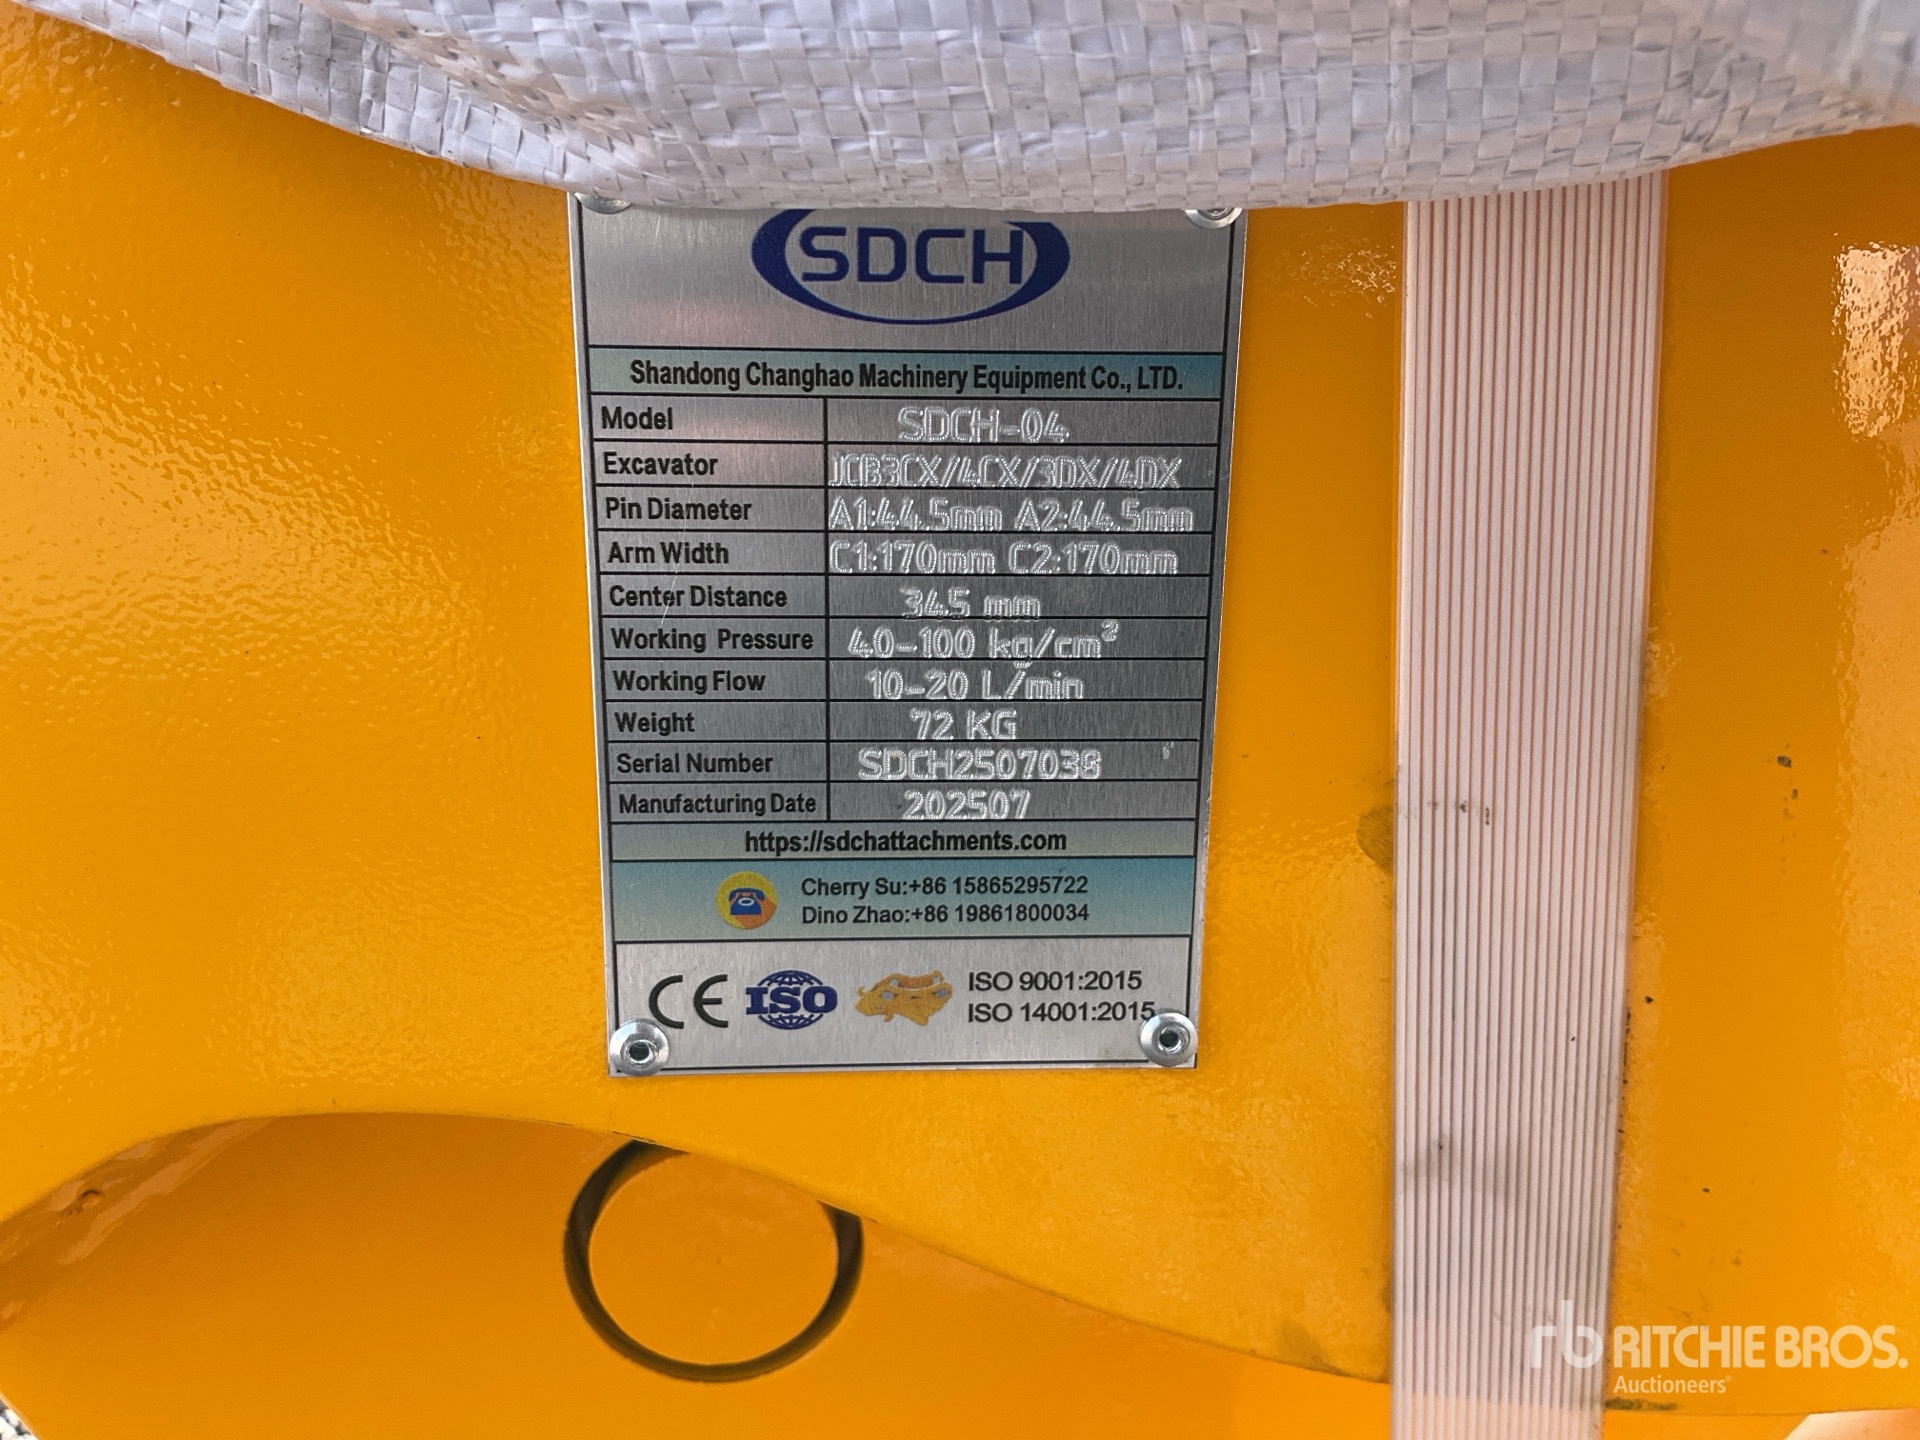 SDCH
Shandong Changhao Machinery Equipment Co., LTD.
Model SDCH-04
Excavator JCB3CX/4CX/3DX/4DX
Pin Diameter A1:44.5mm A2:44.5mm
Arm Width C1:170mm C2:170mm
Center Distance 345 mm
Working Pressure 40-100 kg/cm²
Working Flow 10-20 L/min
Weight 72 KG
Serial Number SDCH2507038
Manufacturing Date 202507
https://sdchattachments.com
Cherry Su:+86 15865295722
Dino Zhao:+86 19861800034
CE ISO ISO 9001:2015
ISO 14001:2015
rb RITCHIE BROS.
Auctioneers